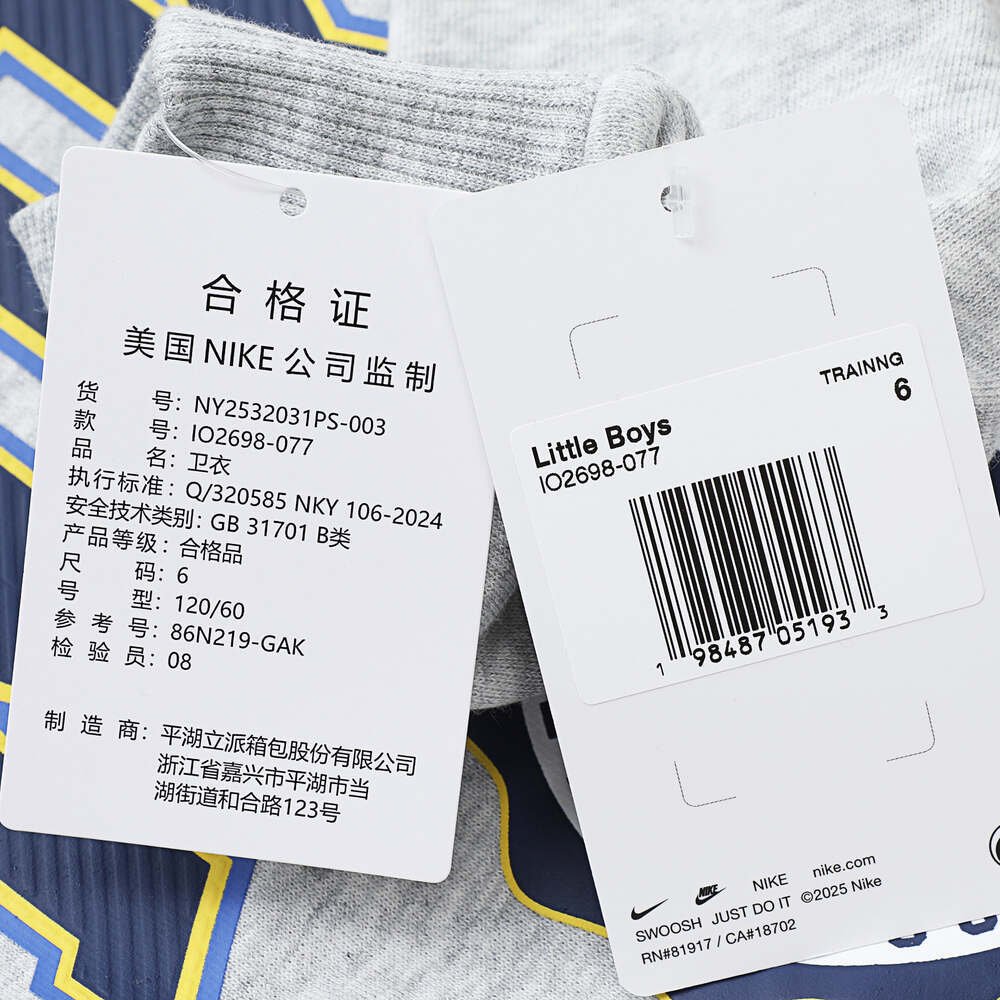 合格证
美国NIKE公司监制
货号：NY2532031PS-003
款号：IO2698-077
品名：卫衣
执行标准：Q/320585 NKY 106-2024
安全技术类别：GB 31701 B类
产品等级：合格品
尺码：6
号型：120/60
参考号：86N219-GAK
检验员：08
制造商：平湖立派箱包股份有限公司
浙江省嘉兴市平湖市当
湖街道和合路123号
TRAINNG
6
Little Boys
IO2698-077
1 98487 05193 3
NIKE NIKE nike.com
SWOOSH JUST DO IT ©2025 Nike
RN#81917 / CA#18702